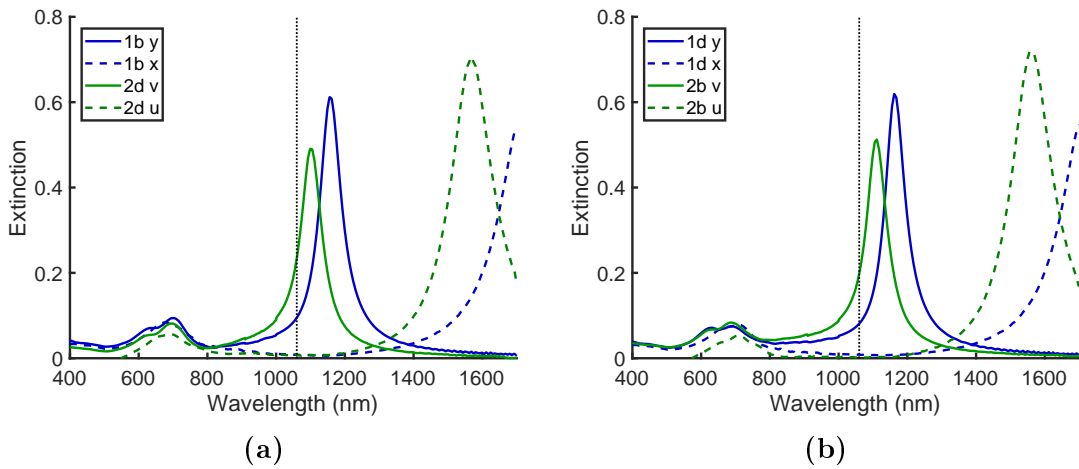 0.8
0.6
0.4
0.2
0
Extinction
1b y
1b x
2d v
2d u
400 600 800 1000 1200 1400 1600
Wavelength (nm)
(a)
0.8
0.6
0.4
0.2
0
Extinction
1d y
1d x
2b v
2b u
400 600 800 1000 1200 1400 1600
Wavelength (nm)
(b)